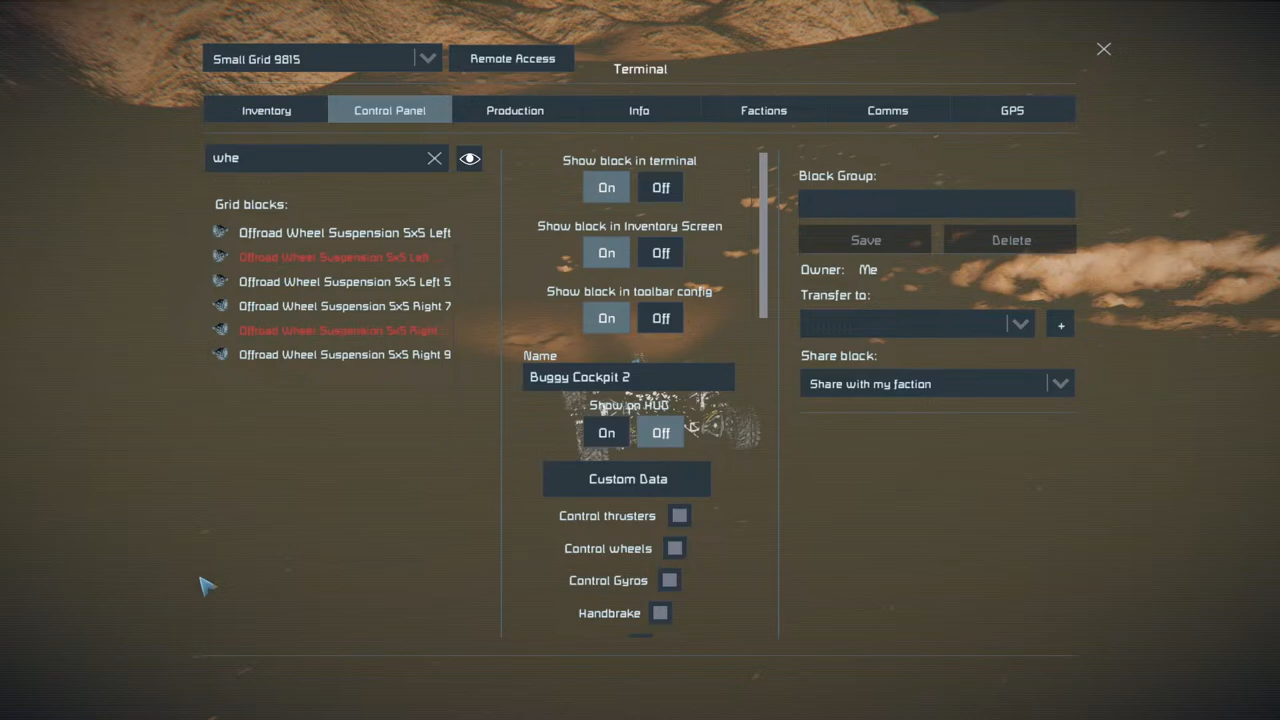 Small Grid 9815
Remote Access
Terminal
Inventory
Control Panel
Production
Info
Factions
Comms
GPS
whe
Grid blocks:
Offroad Wheel Suspension 5x5 Left
Offroad Wheel Suspension 5x5 Left
Offroad Wheel Suspension 5x5 Left 5
Offroad Wheel Suspension 5x5 Right 7
Offroad Wheel Suspension 5x5 Right
Offroad Wheel Suspension 5x5 Right 9
Show block in terminal
On Off
Show block in Inventory Screen
On Off
Show block in toolbar config
On Off
Name
Buggy Cockpit 2
Show on HUD
On Off
Custom Data
Control thrusters
Control wheels
Control Gyros
Handbrake
Block Group:
Save Delete
Owner: Me
Transfer to:
+
Share block:
Share with my faction